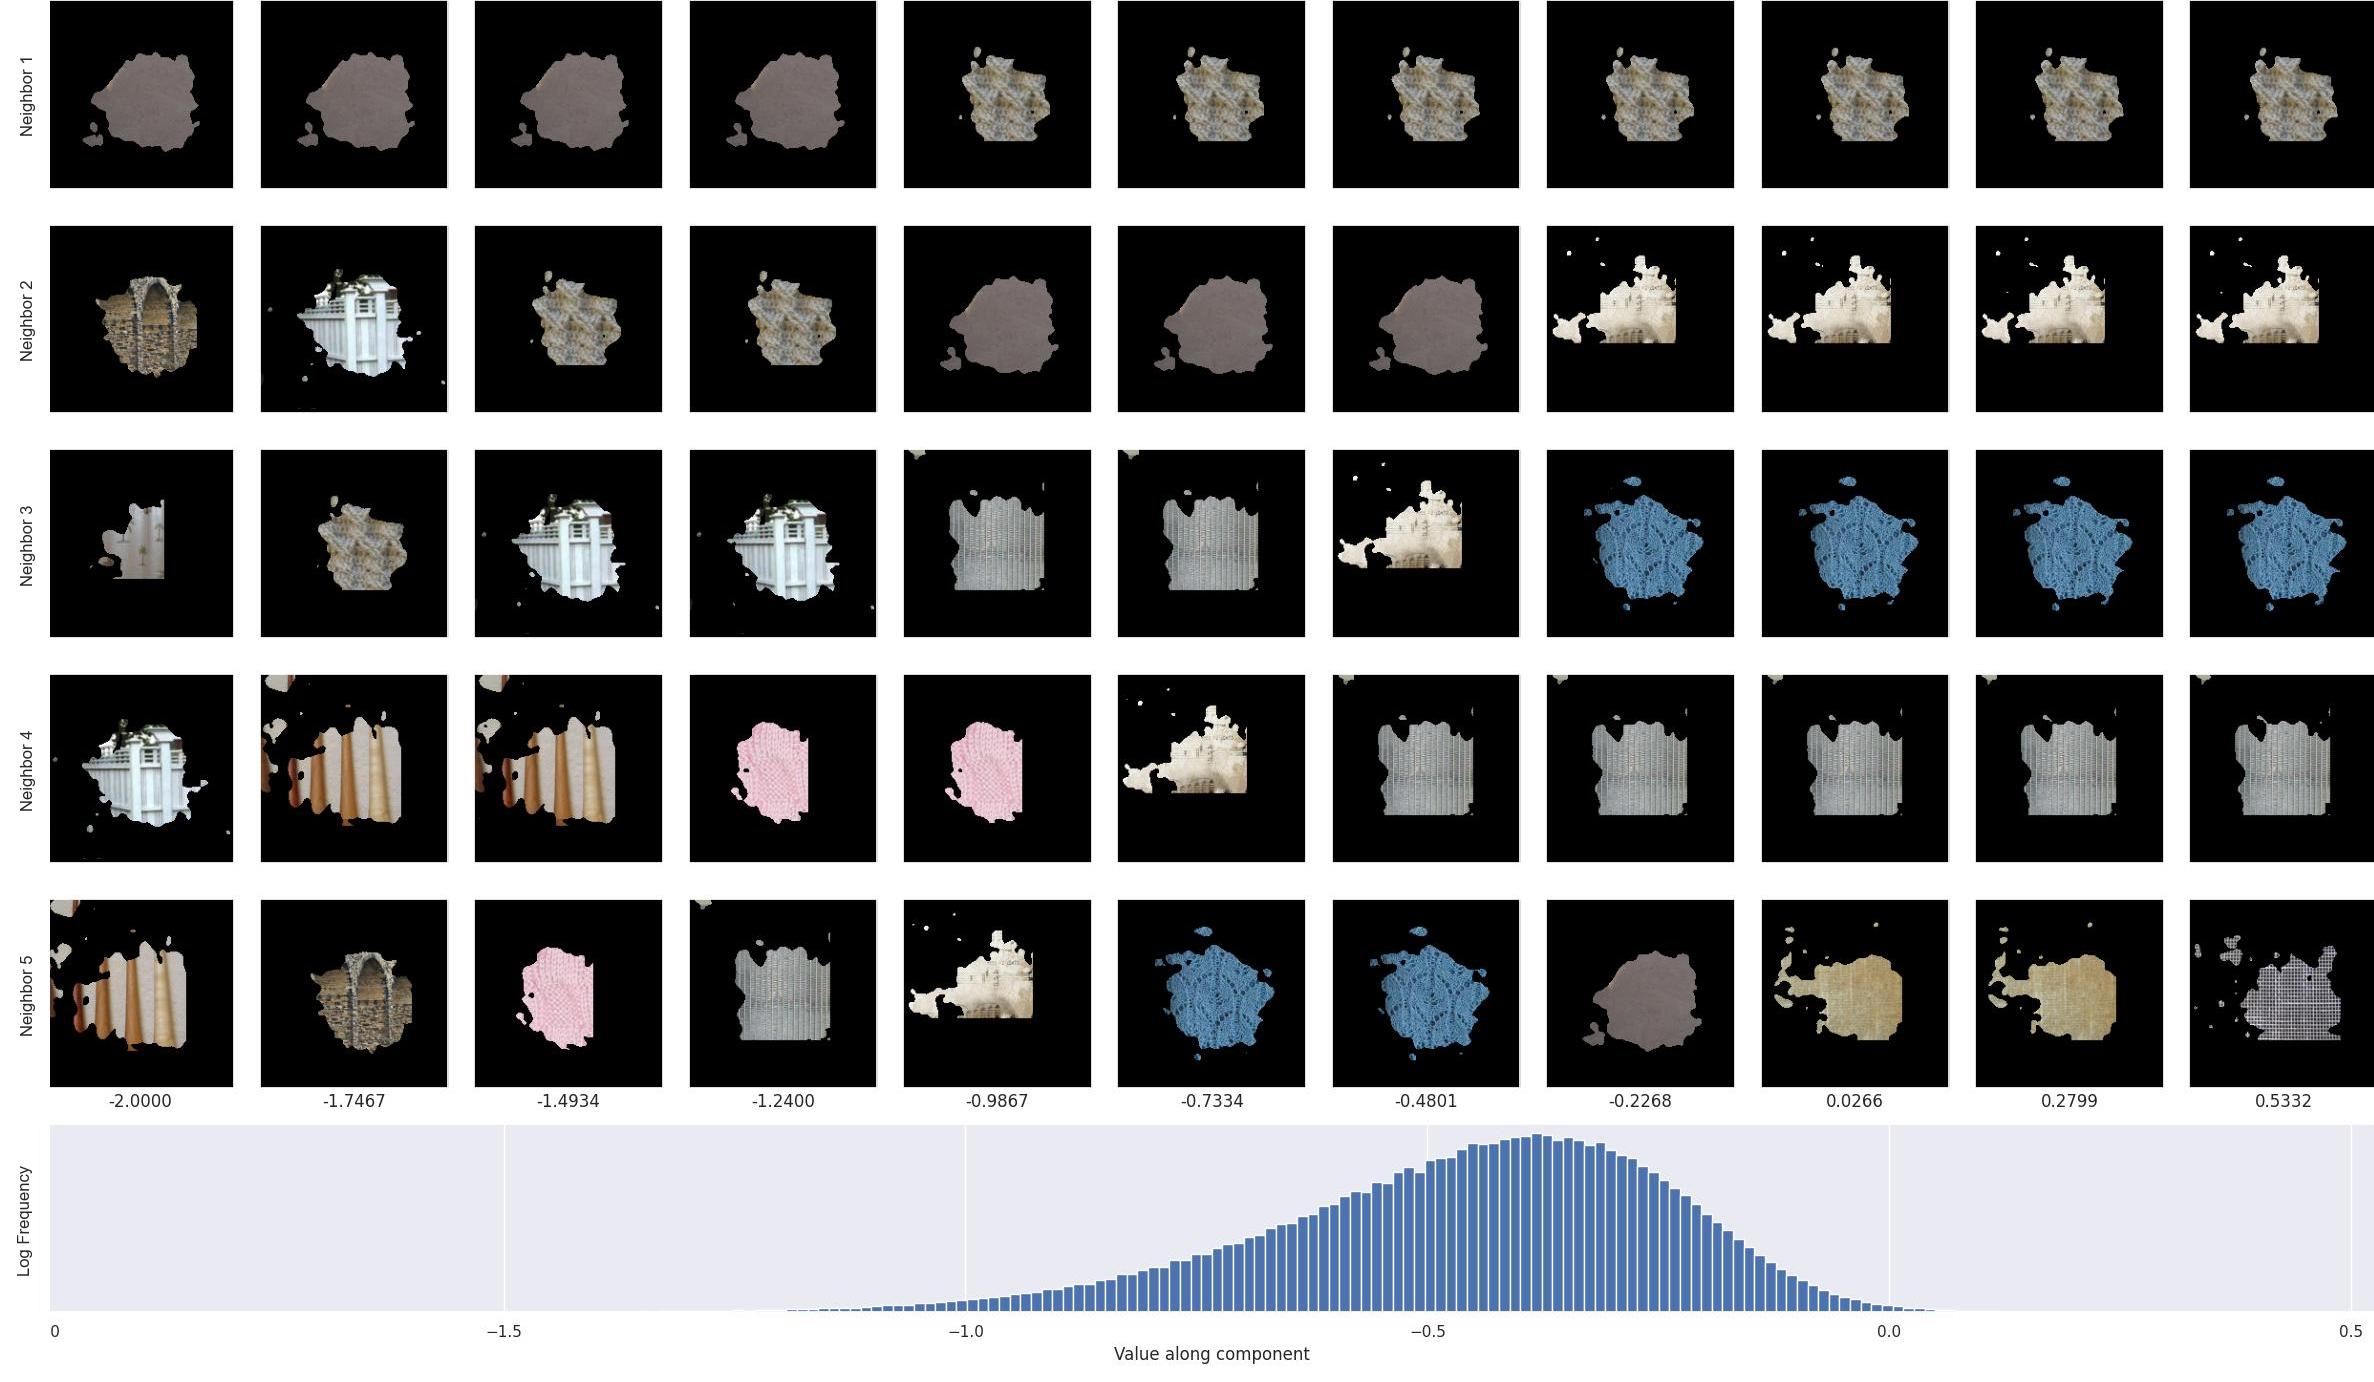 Neighbor 1
Neighbor 2
Neighbor 3
Neighbor 4
Neighbor 5
-2.0000 -1.7467 -1.4934 -1.2400 -0.9867 -0.7334 -0.4801 -0.2268 0.0266 0.2799 0.5332
Log Frequency
0 −1.5 −1.0 −0.5 0.0 0.5
Value along component